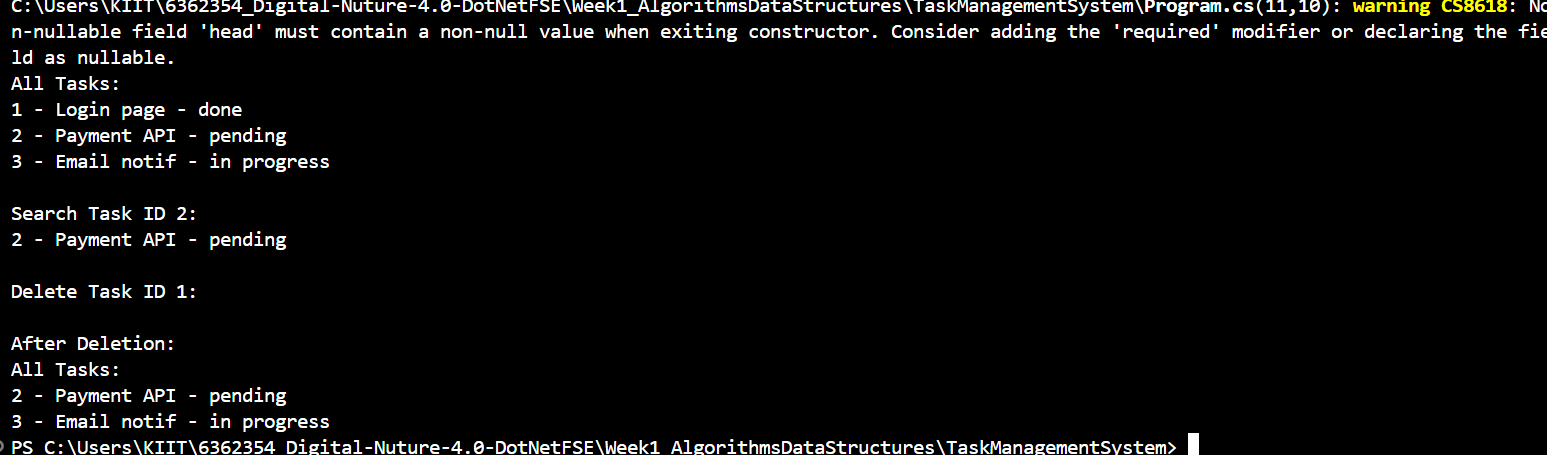 C:\Users\KIIT\6362354_Digital-Nuture-4.0-DotNetFSE\Week1_AlgorithmsDataStructures\TaskManagementSystem\Program.cs(11,10): warning CS8618: No
n-nullable field 'head' must contain a non-null value when exiting constructor. Consider adding the 'required' modifier or declaring the fie
ld as nullable.
All Tasks:
1 - Login page - done
2 - Payment API - pending
3 - Email notif - in progress
Search Task ID 2:
2 - Payment API - pending
Delete Task ID 1:
After Deletion:
All Tasks:
2 - Payment API - pending
3 - Email notif - in progress
PS C:\Users\KIIT\6362354_Digital-Nuture-4.0-DotNetFSE\Week1_AlgorithmsDataStructures\TaskManagementSystem>